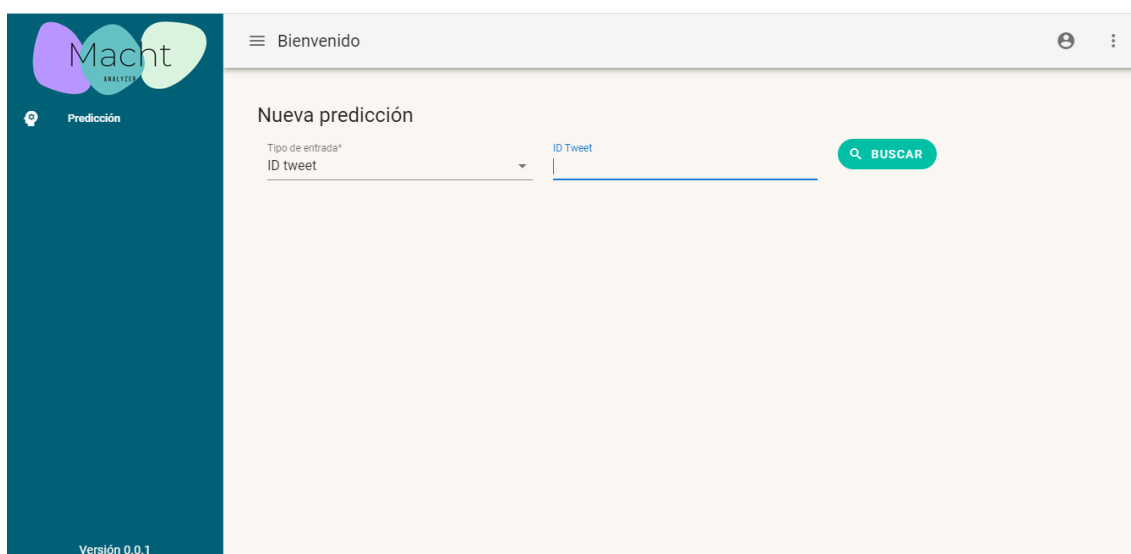 Macht
ANALYZER
Bienvenido
Predicción
Nueva predicción
Tipo de entrada*
ID tweet
ID Tweet
BUSCAR
Versión 0.0.1